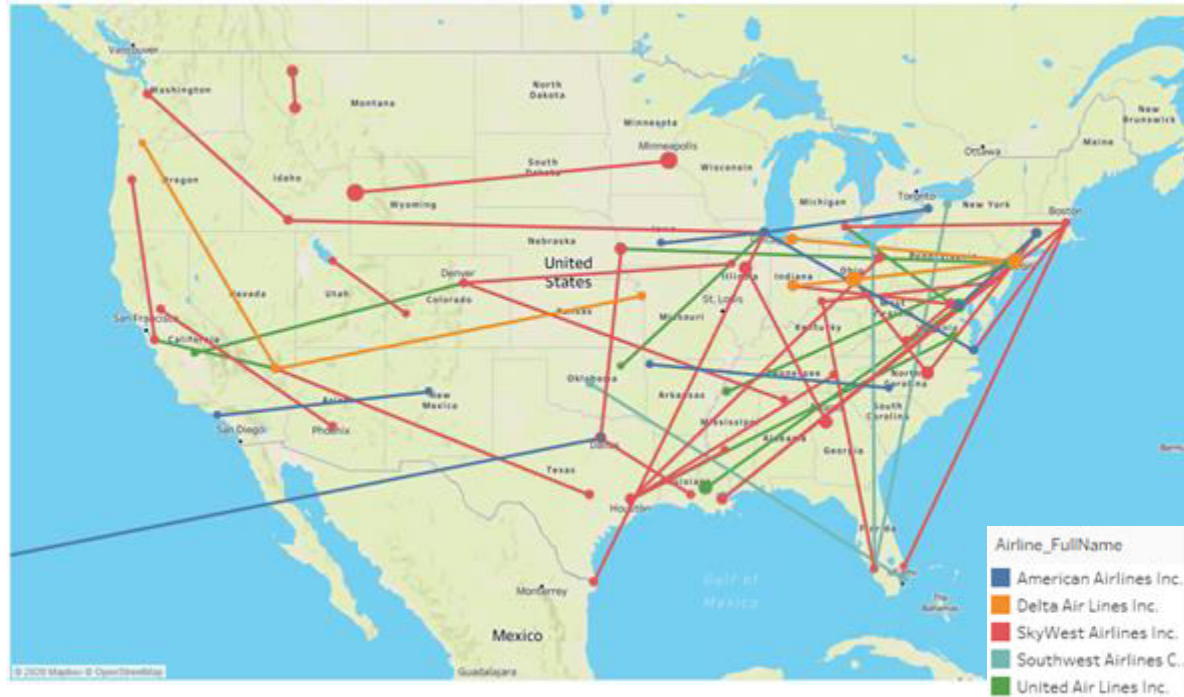 Vancouver
Washington
Montana
North
Dakota
Minnesota
Minneapolis
Ottawa
Maine
New
Brunswick
Oregon
Idaho
Wyoming
South
Dakota
Wisconsin
Michigan
Toronto
New York
Boston
Nebraska
Iowa
United
States
Illinois
Indiana
Ohio
Pennsylvania
Nevada
Utah
Denver
Colorado
Kansas
St. Louis
Missouri
Kentucky
West
Virginia
San Francisco
California
Oklahoma
Arkansas
Tennessee
North
Carolina
New
Mexico
South
Carolina
San Diego
Phoenix
Dallas
Mississippi
Alabama
Georgia
Texas
Louisiana
Houston
Florida
Monterrey
Gulf of
Mexico
The
Bahamas
Mexico
Guadalajara
© 2020 Mapbox © OpenStreetMap
Airline_FullName
American Airlines Inc.
Delta Air Lines Inc.
SkyWest Airlines Inc.
Southwest Airlines C..
United Air Lines Inc.